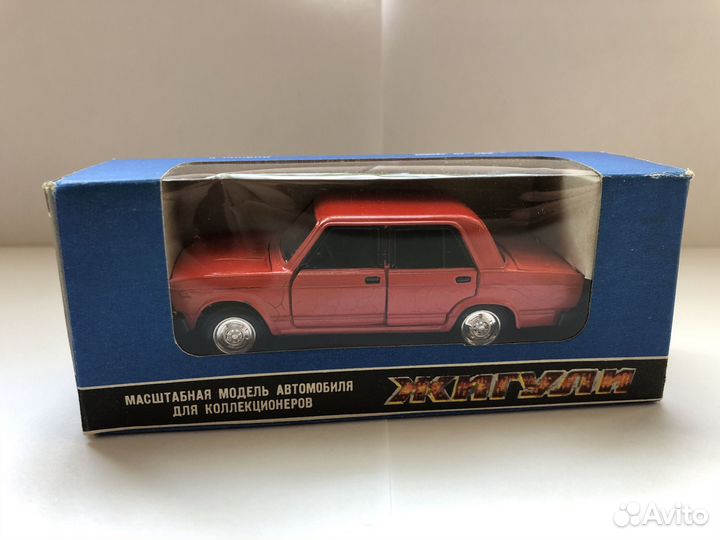 МАСШТАБНАЯ МОДЕЛЬ АВТОМОБИЛЯ
ДЛЯ КОЛЛЕКЦИОНЕРОВ
ЖИГУЛИ
Avito